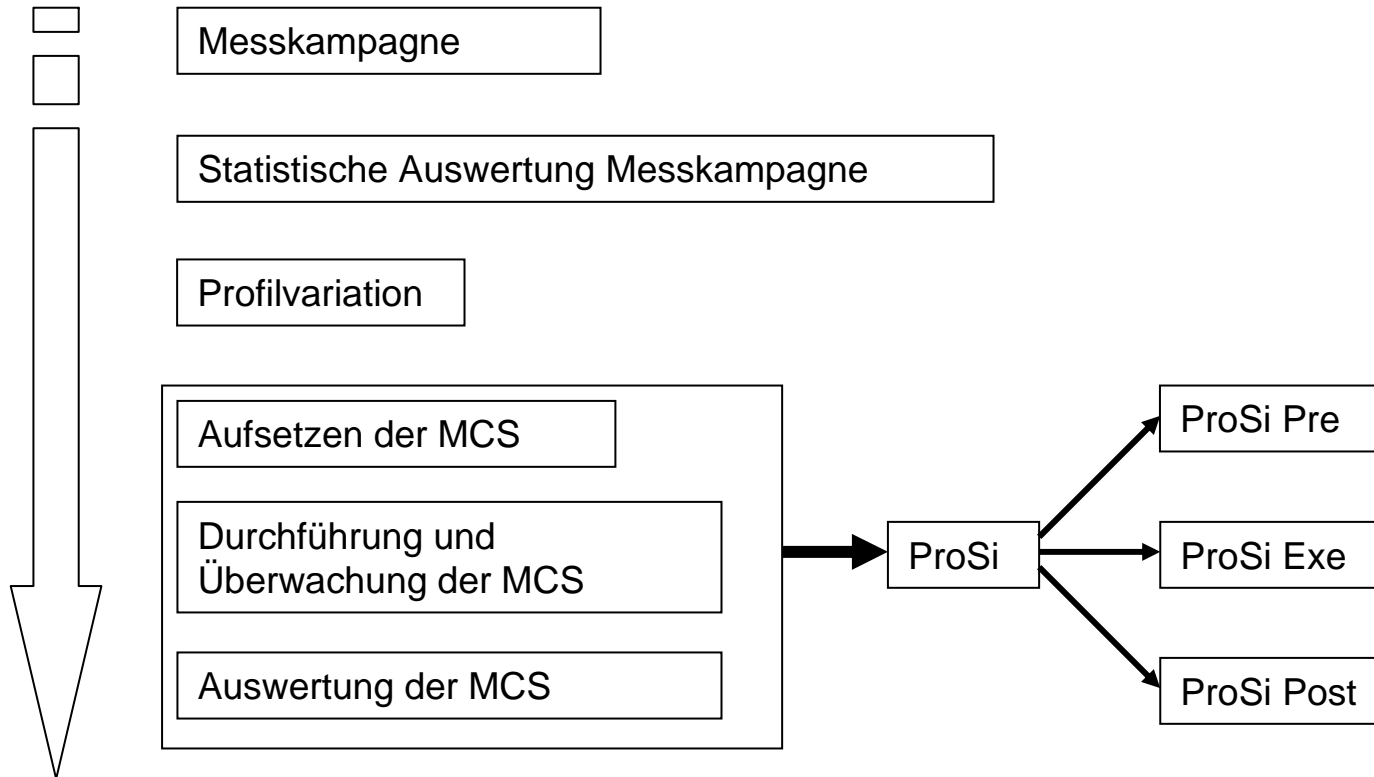 Messkampagne
Statistische Auswertung Messkampagne
Profilvariation
Aufsetzen der MCS
Durchführung und
Überwachung der MCS
Auswertung der MCS
ProSi
ProSi Pre
ProSi Exe
ProSi Post